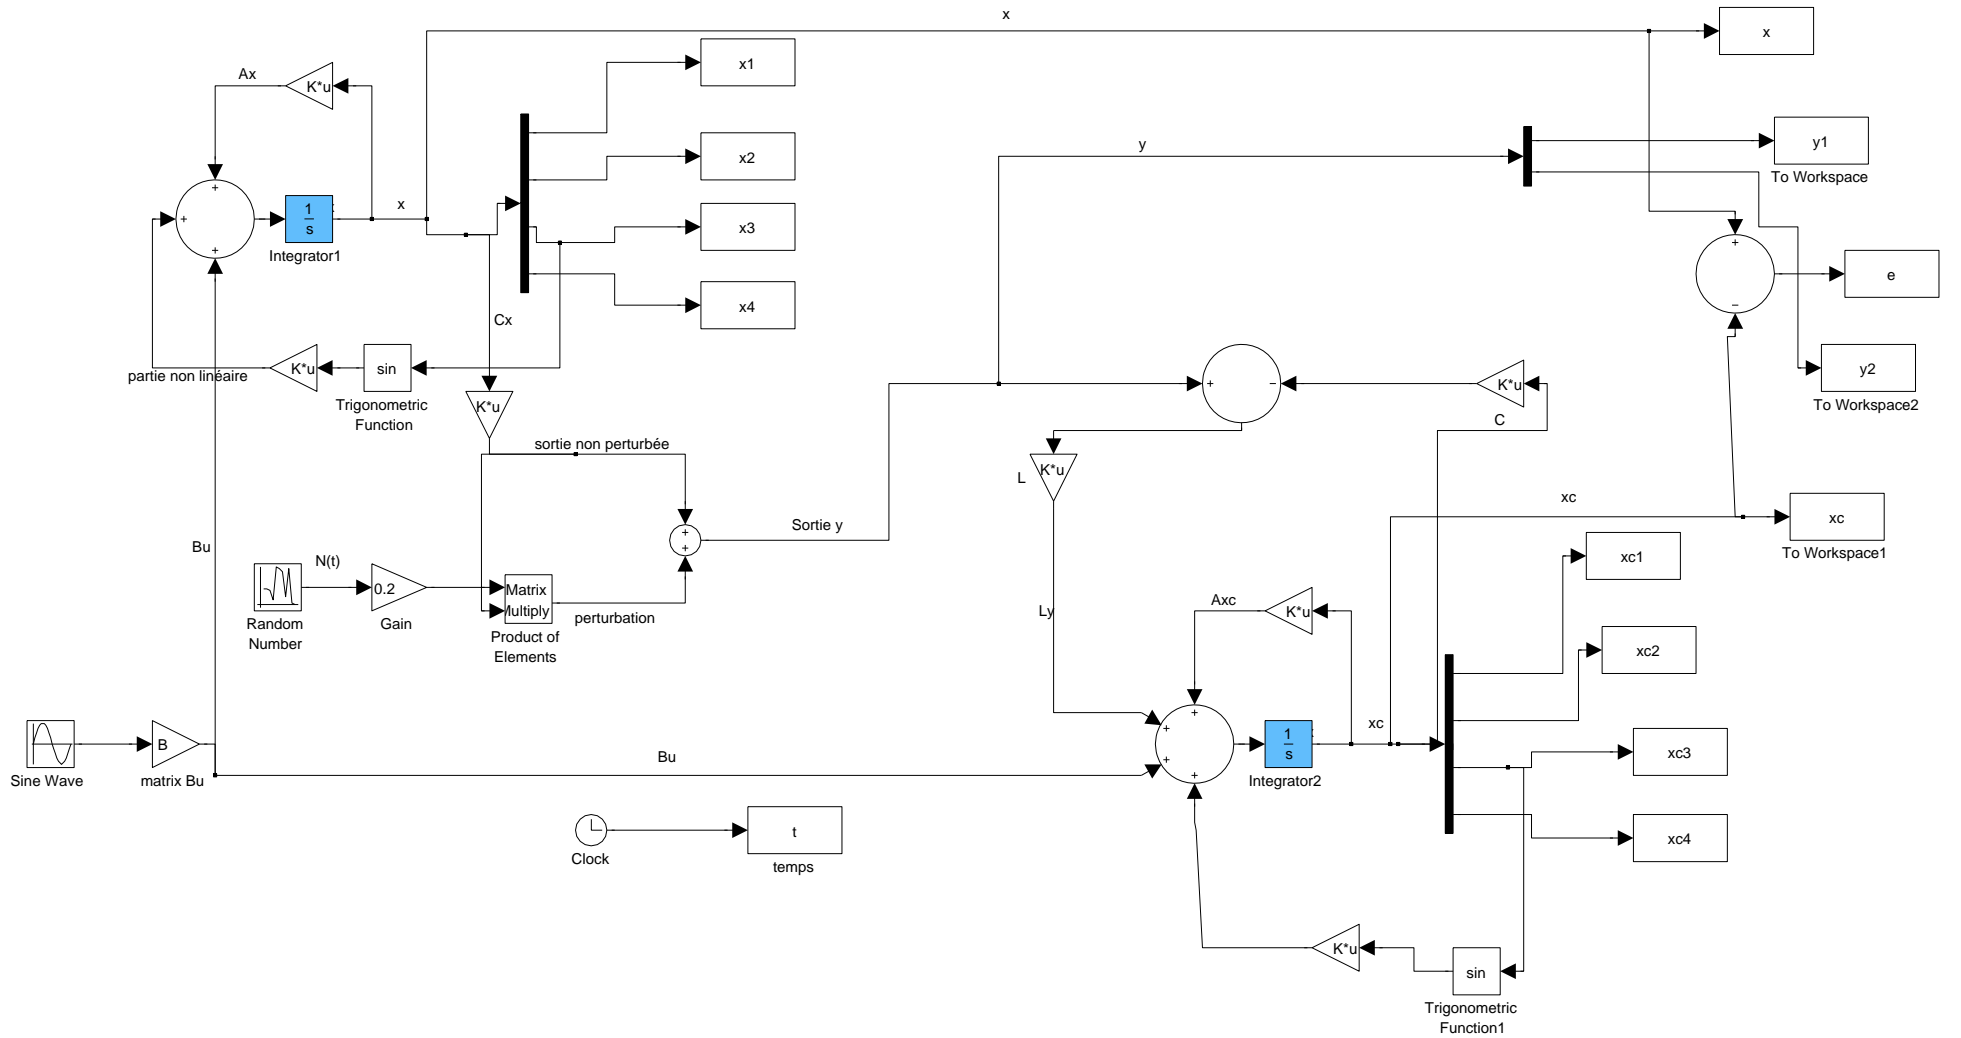 x
x
Ax
K*u
x1
x2
x3
x4
y
y1
To Workspace
+
+
+
1
s
Integrator1
x
+
−
e
Cx
partie non linéaire
K*u
sin
Trigonometric
Function
K*u
+
−
K*u
C
y2
To Workspace2
sortie non perturbée
L
K*u
xc
xc
To Workspace1
Sortie y
+
+
Bu
N(t)
Random
Number
0.2
Gain
Matrix
Multiply
Product of
Elements
perturbation
xc1
Ly
Axc
K*u
xc2
Sine Wave
B
matrix Bu
Bu
+
+
+
+
1
s
Integrator2
xc
xc3
xc4
Clock
t
temps
K*u
sin
Trigonometric
Function1